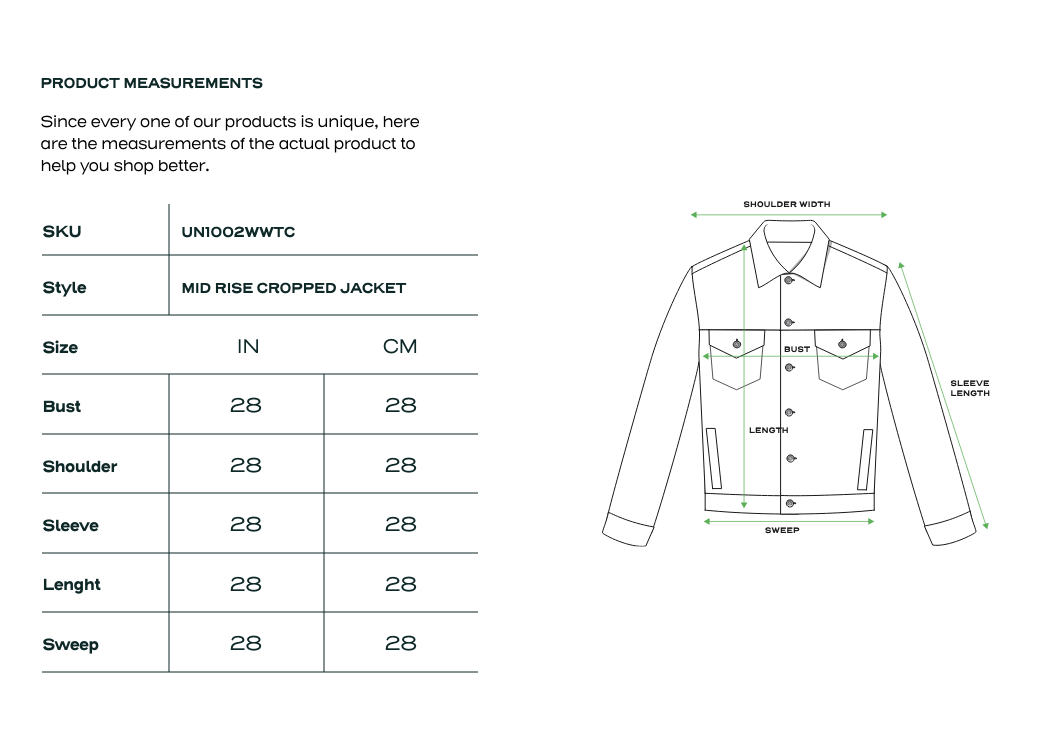 PRODUCT MEASUREMENTS
Since every one of our products is unique, here
are the measurements of the actual product to
help you shop better.
SKU UN1002WWTC
Style MID RISE CROPPED JACKET
Size IN CM
Bust 28 28
Shoulder 28 28
Sleeve 28 28
Lenght 28 28
Sweep 28 28
SHOULDER WIDTH
BUST
SLEEVE
LENGTH
LENGTH
SWEEP